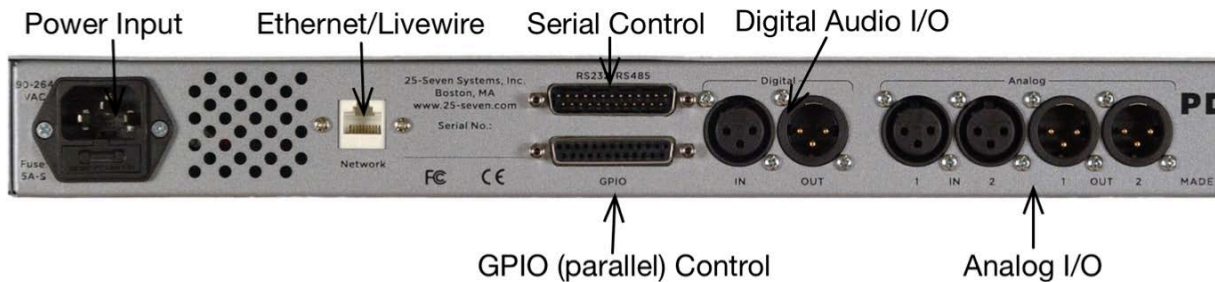 Power Input
Ethernet/Livewire
Serial Control
Digital Audio I/O
90-264
VAC
Fuse
5A-S
Network
25-Seven Systems, Inc.
Boston, MA
www.25-seven.com
Serial No.:
FC CE
RS232/RS485
GPIO
Digital
IN OUT
Analog
1 IN 2 1 OUT 2
PD
MADE
GPIO (parallel) Control
Analog I/O